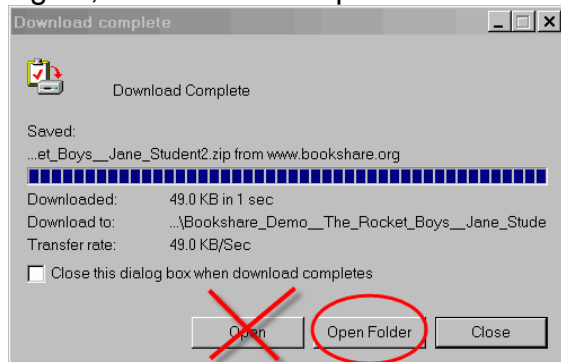 Download complete
Download Complete
Saved:
...et_Boys__Jane_Student2.zip from www.bookshare.org
Downloaded: 49.0 KB in 1 sec
Download to: ...\Bookshare_Demo__The_Rocket_Boys__Jane_Stude
Transfer rate: 49.0 KB/Sec
Close this dialog box when download completes
Open Open Folder Close